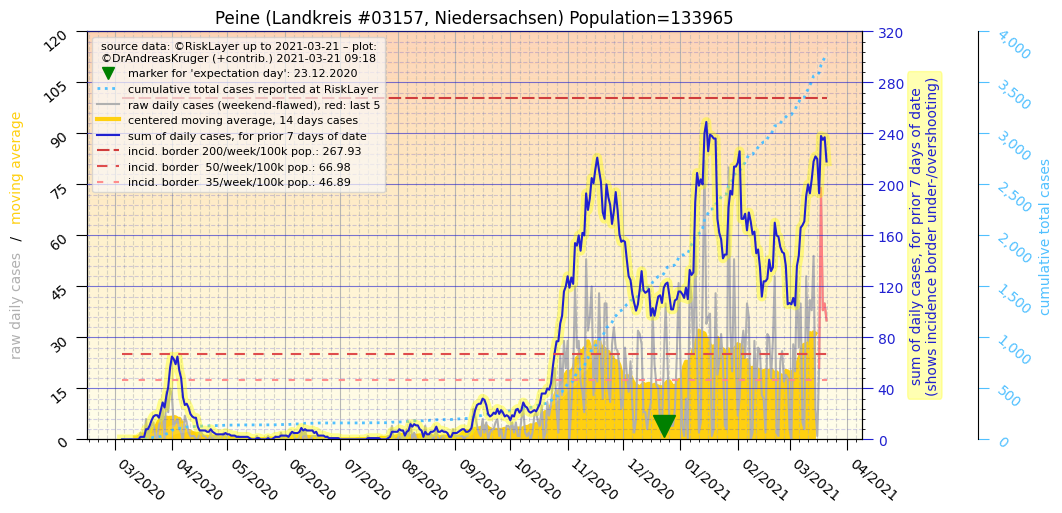 Peine (Landkreis #03157, Niedersachsen) Population=133965
source data: ©RiskLayer up to 2021-03-21 – plot:
©DrAndreasKruger (+contrib.) 2021-03-21 09:18
marker for 'expectation day': 23.12.2020
cumulative total cases reported at RiskLayer
raw daily cases (weekend-flawed), red: last 5
centered moving average, 14 days cases
sum of daily cases, for prior 7 days of date
incid. border 200/week/100k pop.: 267.93
incid. border  50/week/100k pop.: 66.98
incid. border  35/week/100k pop.: 46.89
raw daily cases  /  moving average
120
105
90
75
60
45
30
15
0
03/2020
04/2020
05/2020
06/2020
07/2020
08/2020
09/2020
10/2020
11/2020
12/2020
01/2021
02/2021
03/2021
04/2021
320
280
240
200
160
120
80
40
0
sum of daily cases, for prior 7 days of date
(shows incidence border under-/overshooting)
4,000
3,500
3,000
2,500
2,000
1,500
1,000
500
0
cumulative total cases